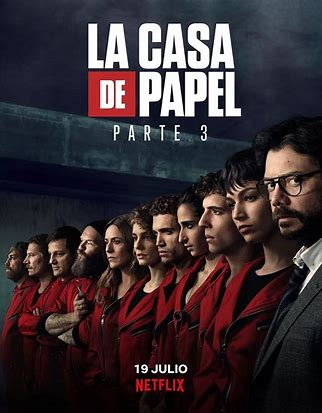 LA CASA
DE PAPEL
PARTE 3
19 JULIO
NETFLIX